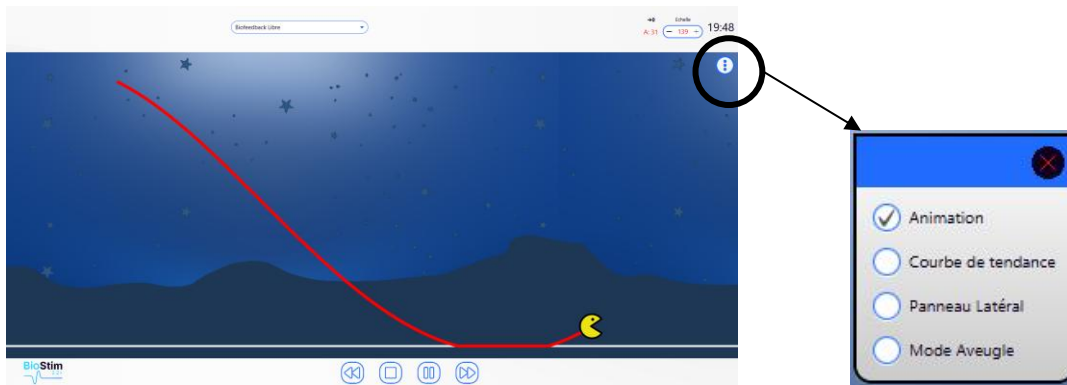 Biofeedback Libre
Echelle
A: 31
− 139 +
19:48
BioStim
Animation
Courbe de tendance
Panneau Latéral
Mode Aveugle